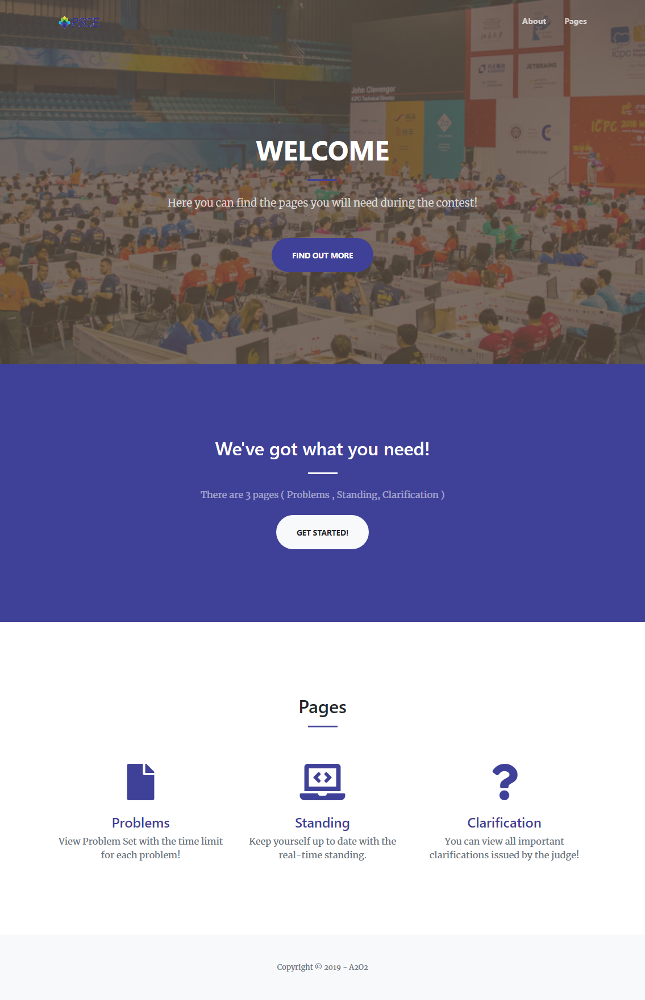 PSCE
About
Pages
JETBRAINS
icpc
John Clevenger
ICPC Technical Director
ICPC 2018 W
WELCOME
Here you can find the pages you will need during the contest!
FIND OUT MORE
112
111
We've got what you need!
There are 3 pages ( Problems , Standing, Clarification )
GET STARTED!
Pages
Problems
View Problem Set with the time limit
for each problem!
Standing
Keep yourself up to date with the
real-time standing.
Clarification
You can view all important
clarifications issued by the judge!
Copyright © 2019 - A2O2